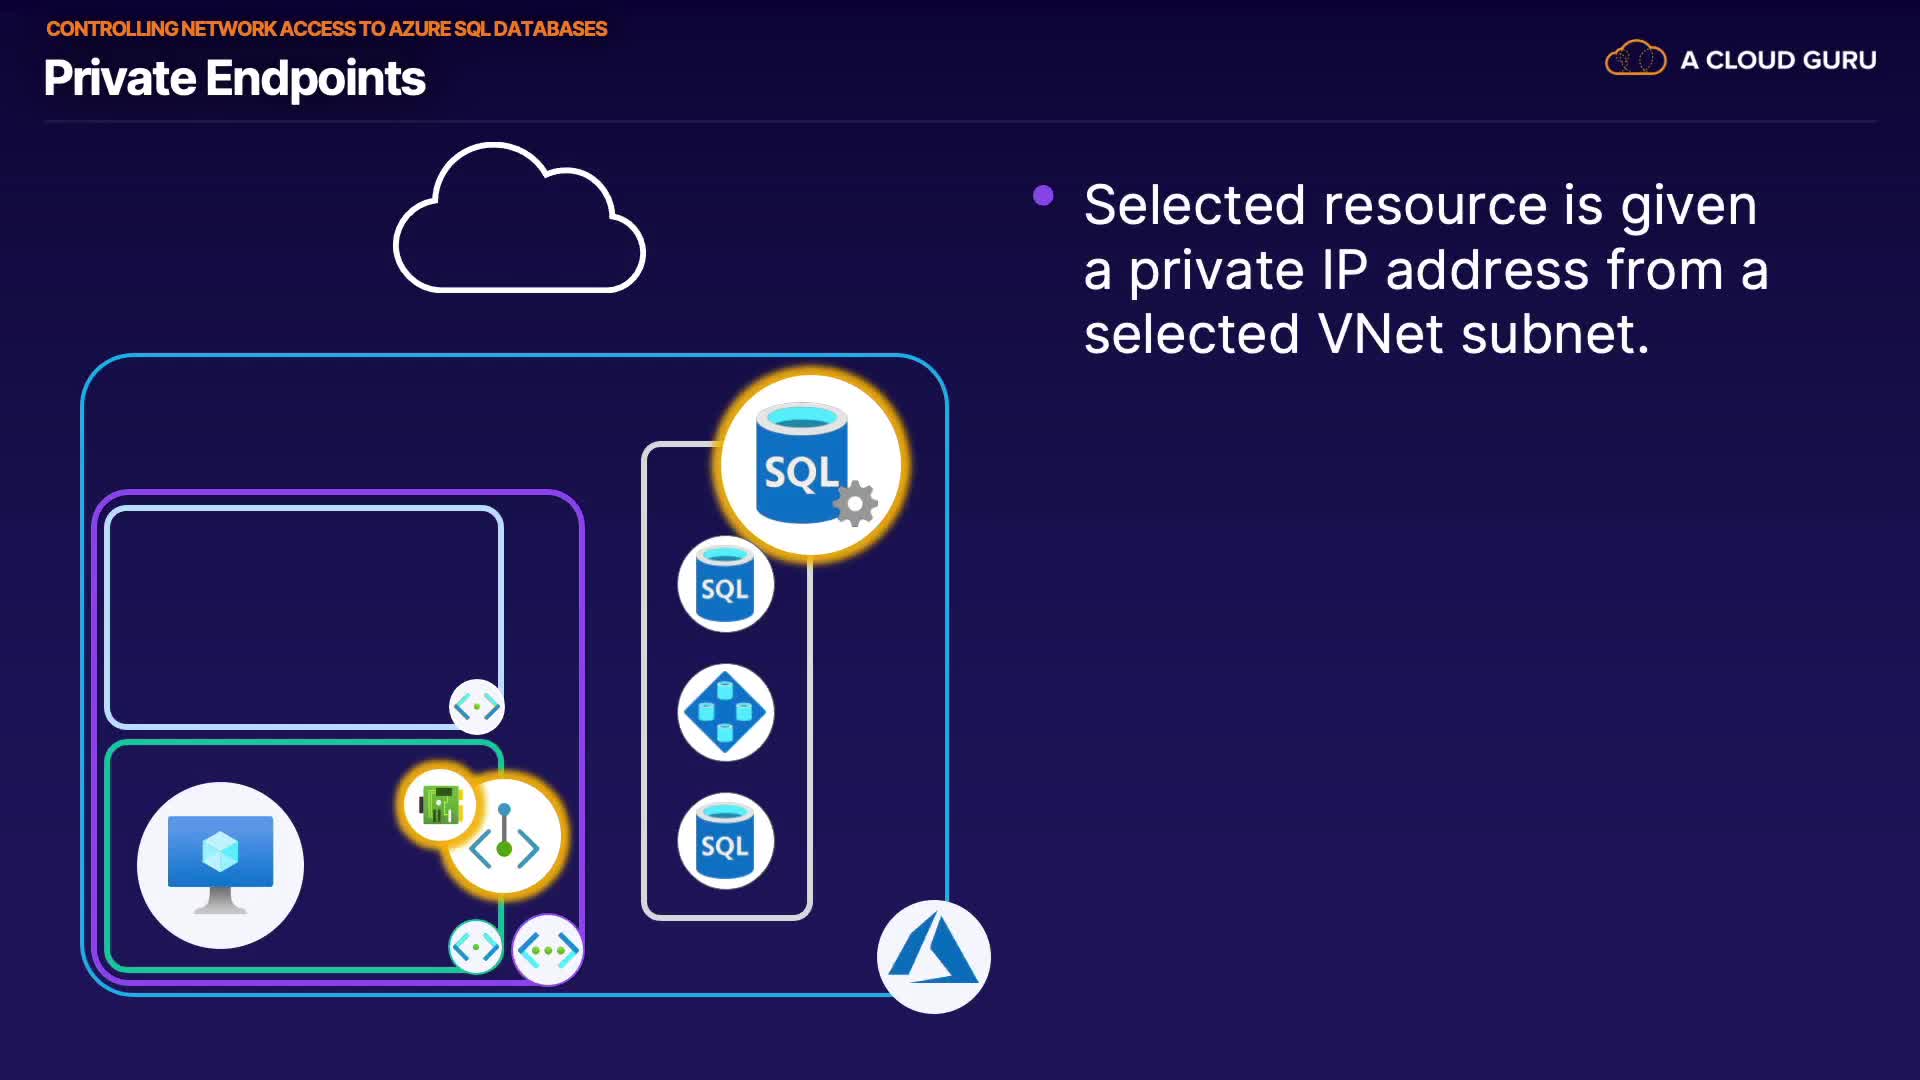 CONTROLLING NETWORK ACCESS TO AZURE SQL DATABASES
Private Endpoints
A CLOUD GURU
Selected resource is given
a private IP address from a
selected VNet subnet.
SQL
SQL
SQL